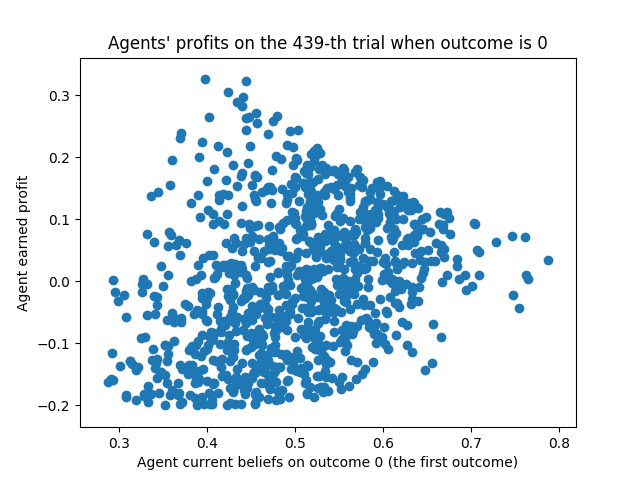 Agents' profits on the 439-th trial when outcome is 0
0.3
0.2
0.1
0.0
−0.1
−0.2
Agent earned profit
0.3 0.4 0.5 0.6 0.7 0.8
Agent current beliefs on outcome 0 (the first outcome)